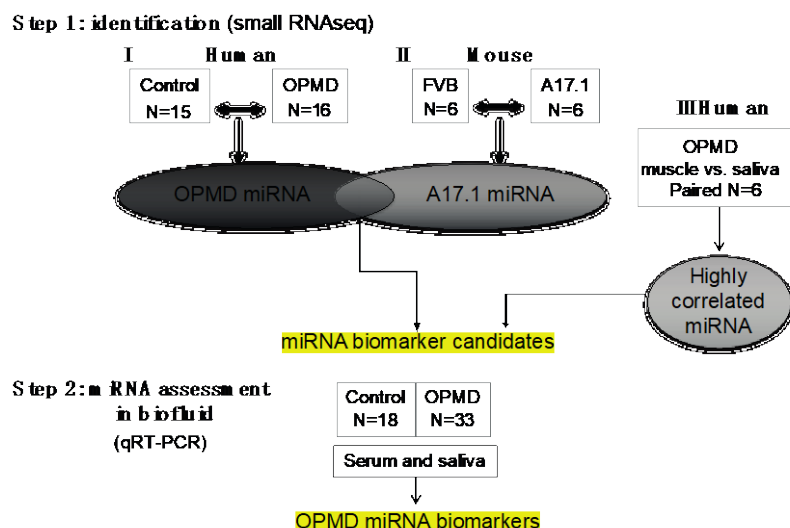 Step 1: identification (small RNAseq)
I Human
Control
N=15
OPMD
N=16
II Mouse
FVB
N=6
A17.1
N=6
III Human
OPMD
muscle vs. saliva
Paired N=6
OPMD miRNA
A17.1 miRNA
Highly
correlated
miRNA
miRNA biomarker candidates
Step 2: miRNA assessment
in biofluid
(qRT-PCR)
Control
N=18
OPMD
N=33
Serum and saliva
OPMD miRNA biomarkers